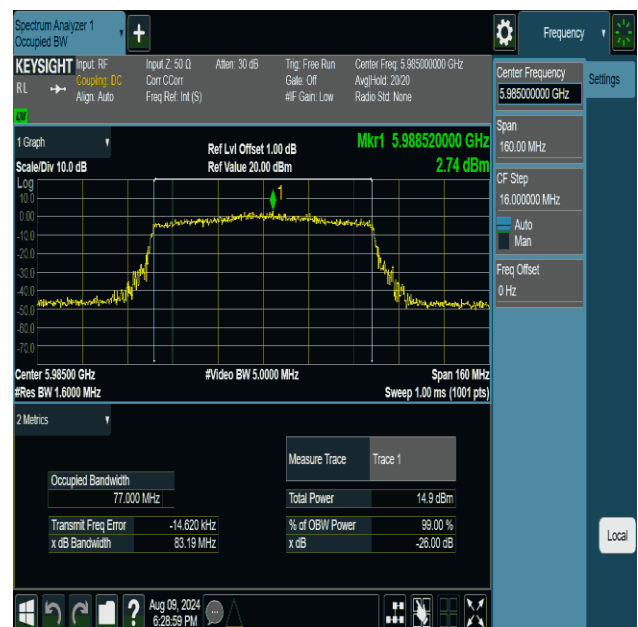 Spectrum Analyzer 1
Occupied BW
Frequency
KEYSIGHT
RL
Input: RF
Coupling: DC
Align: Auto
Input Z: 50 Ω
Corr CCorr
Freq Ref: Int (S)
Atten: 30 dB
Trig: Free Run
Gate: Off
#IF Gain: Low
Center Freq: 5.985000000 GHz
Avg|Hold: 20/20
Radio Std: None
Center Frequency
5.985000000 GHz
Settings
Span
160.00 MHz
CF Step
16.000000 MHz
Auto
Man
Freq Offset
0 Hz
Local
1 Graph
Scale/Div 10.0 dB
Ref Lvl Offset 1.00 dB
Ref Value 20.00 dBm
Mkr1 5.988520000 GHz
2.74 dBm
Log
1
10.0
0.00
-10.0
-20.0
-30.0
-40.0
-50.0
-60.0
-70.0
Center 5.98500 GHz
#Res BW 1.6000 MHz
#Video BW 5.0000 MHz
Span 160 MHz
Sweep 1.00 ms (1001 pts)
2 Metrics
Measure Trace
Trace 1
Occupied Bandwidth
77.000 MHz
Total Power
14.9 dBm
Transmit Freq Error
-14.620 kHz
% of OBW Power
99.00 %
x dB Bandwidth
83.19 MHz
x dB
-26.00 dB
?
Aug 09, 2024
6:28:59 PM